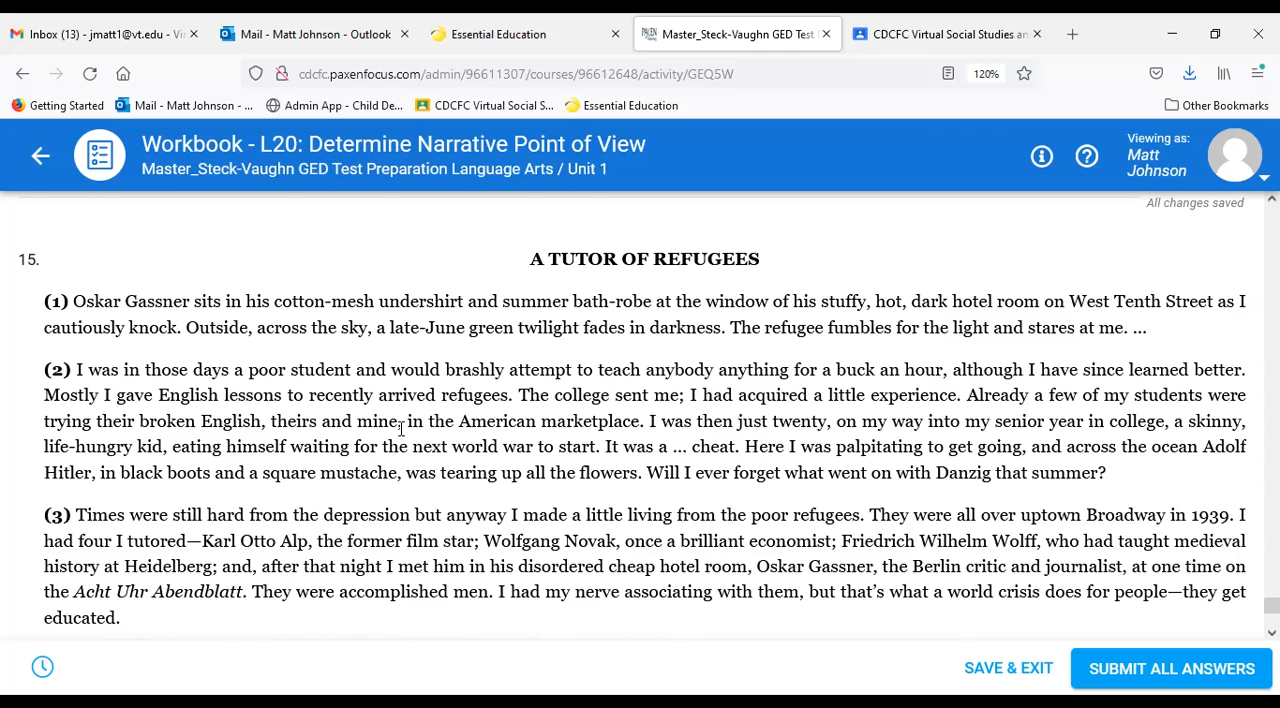 Inbox (13) - jmatt1@vt.edu - Vi
Mail - Matt Johnson - Outlook
Essential Education
Master_Steck-Vaughn GED Test
CDCFC Virtual Social Studies an
cdcfc.paxenfocus.com/admin/96611307/courses/96612648/activity/GEQ5W
120%
Getting Started
Mail - Matt Johnson - ...
Admin App - Child De...
CDCFC Virtual Social S...
Essential Education
Other Bookmarks
Workbook - L20: Determine Narrative Point of View
Master_Steck-Vaughn GED Test Preparation Language Arts / Unit 1
Viewing as:
Matt
Johnson
All changes saved
15.
A TUTOR OF REFUGEES
(1) Oskar Gassner sits in his cotton-mesh undershirt and summer bath-robe at the window of his stuffy, hot, dark hotel room on West Tenth Street as I
cautiously knock. Outside, across the sky, a late-June green twilight fades in darkness. The refugee fumbles for the light and stares at me. ...
(2) I was in those days a poor student and would brashly attempt to teach anybody anything for a buck an hour, although I have since learned better.
Mostly I gave English lessons to recently arrived refugees. The college sent me; I had acquired a little experience. Already a few of my students were
trying their broken English, theirs and mine, in the American marketplace. I was then just twenty, on my way into my senior year in college, a skinny,
life-hungry kid, eating himself waiting for the next world war to start. It was a ... cheat. Here I was palpitating to get going, and across the ocean Adolf
Hitler, in black boots and a square mustache, was tearing up all the flowers. Will I ever forget what went on with Danzig that summer?
(3) Times were still hard from the depression but anyway I made a little living from the poor refugees. They were all over uptown Broadway in 1939. I
had four I tutored—Karl Otto Alp, the former film star; Wolfgang Novak, once a brilliant economist; Friedrich Wilhelm Wolff, who had taught medieval
history at Heidelberg; and, after that night I met him in his disordered cheap hotel room, Oskar Gassner, the Berlin critic and journalist, at one time on
the Acht Uhr Abendblatt. They were accomplished men. I had my nerve associating with them, but that's what a world crisis does for people—they get
educated.
SAVE & EXIT
SUBMIT ALL ANSWERS